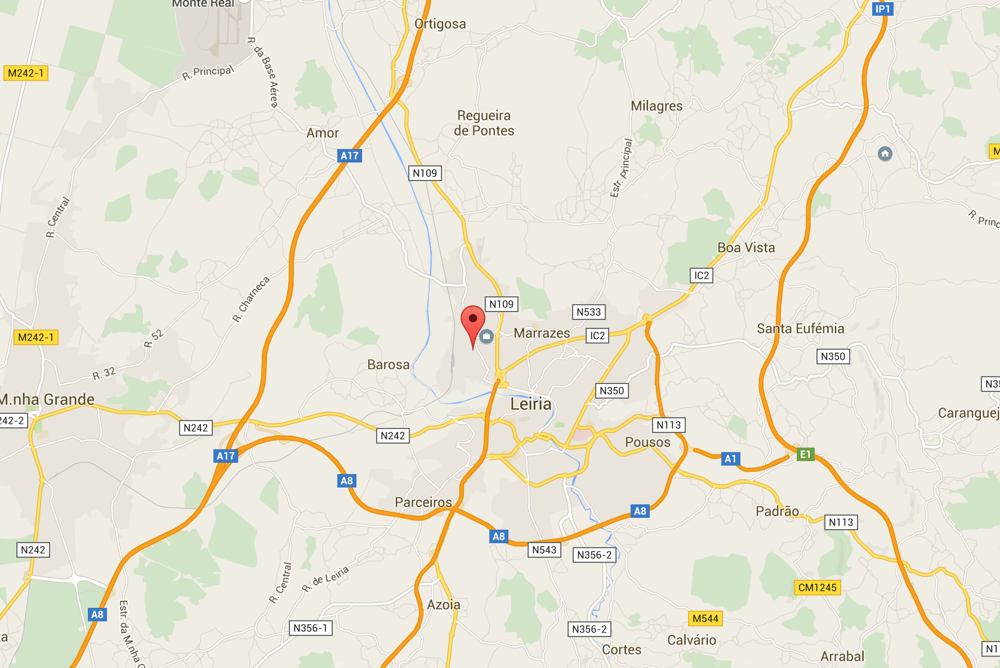 Monte Real
IP1
Ortigosa
R. da Base Aérea
M242-1
R. Principal
Milagres
Regueira
de Pontes
Amor
A17
N109
Estr. Principal
R. Central
R. Princ
Boa Vista
IC2
R. Charneca
N109
N533
Marrazes
IC2
Santa Eufémia
M242-1
R. 52
N350
Barosa
R. 32
N350
M.nha Grande
Leiria
Caranguej
242-2
N242
N242
N113
Pousos
A17
A1
E1
A8
Parceiros
A8
Padrão
N113
A8
N242
N543
N356-2
R. Central
R. de Leiria
CM1245
Azoia
A8
Estr. da M.nha G
M544
N356-1
N356-2
Calvário
Cortes
Arrabal